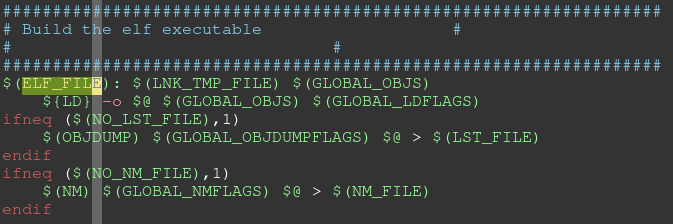 ##################################################################
# Build the elf executable                   #
#                                #
##################################################################
$(ELF_FILE): $(LNK_TMP_FILE) $(GLOBAL_OBJS)
    ${LD} -o $@ $(GLOBAL_OBJS) $(GLOBAL_LDFLAGS)
ifneq ($(NO_LST_FILE),1)
    $(OBJDUMP) $(GLOBAL_OBJDUMPFLAGS) $@ > $(LST_FILE)
endif
ifneq ($(NO_NM_FILE),1)
    $(NM) $(GLOBAL_NMFLAGS) $@ > $(NM_FILE)
endif